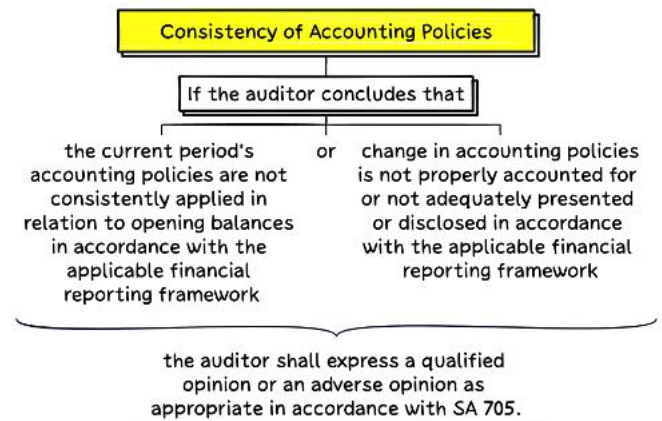 Consistency of Accounting Policies
If the auditor concludes that
the current period's
accounting policies are not
consistently applied in
relation to opening balances
in accordance with the
applicable financial
reporting framework
or
change in accounting policies
is not properly accounted for
or not adequately presented
or disclosed in accordance
with the applicable financial
reporting framework
the auditor shall express a qualified
opinion or an adverse opinion as
appropriate in accordance with SA 705.